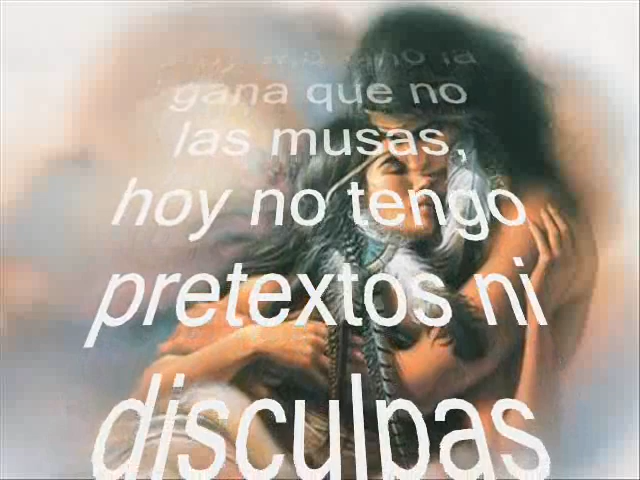 gana que no
las musas,
hoy no tengo
pretextos ni
disculpas